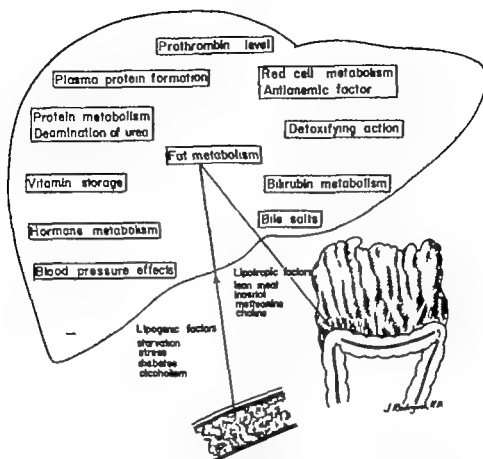 Prothrombin level
Plasma protein formation
Red cell metabolism
Antianemic factor
Protein metabolism
Deamination of urea
Detoxifying action
Fat metabolism
Vitamin storage
Bilirubin metabolism
Hormone metabolism
Bile salts
Blood pressure effects
Lipotropic factors
lean meat
inositol
methionine
choline
Lipogenic factors
starvation
stress
diabetes
alcoholism